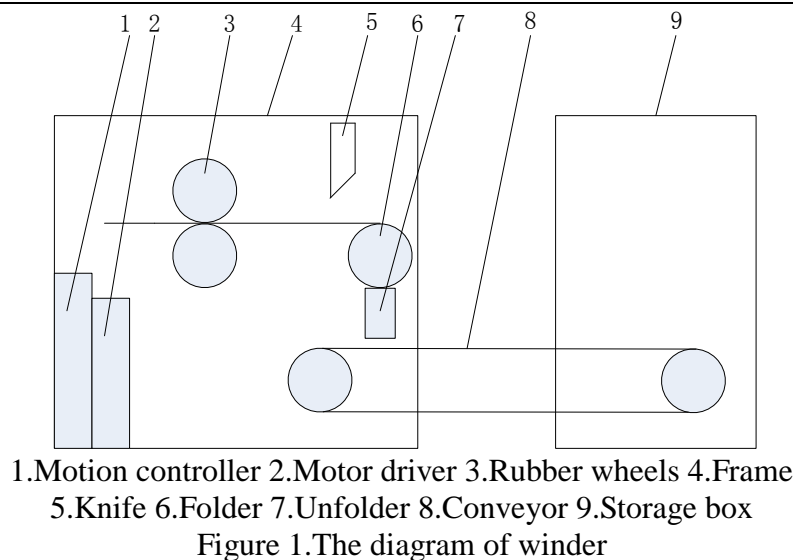 1 2 3 4 5 6 7 8 9
1.Motion controller 2.Motor driver 3.Rubber wheels 4.Frame
5.Knife 6.Folder 7.Unfolder 8.Conveyor 9.Storage box
Figure 1.The diagram of winder